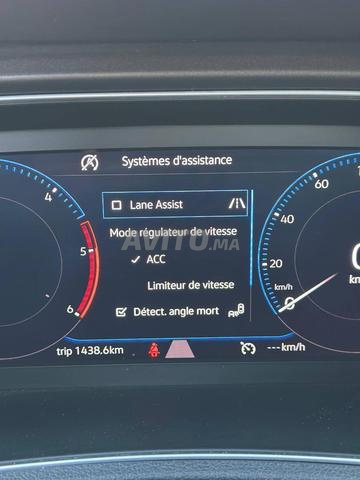 Systèmes d'assistance
4
5
6
Lane Assist
Mode régulateur de vitesse
ACC
Limiteur de vitesse
Détect. angle mort
AVITO.MA
60
40
20
0
km/h
trip 1438.6km
--- km/h